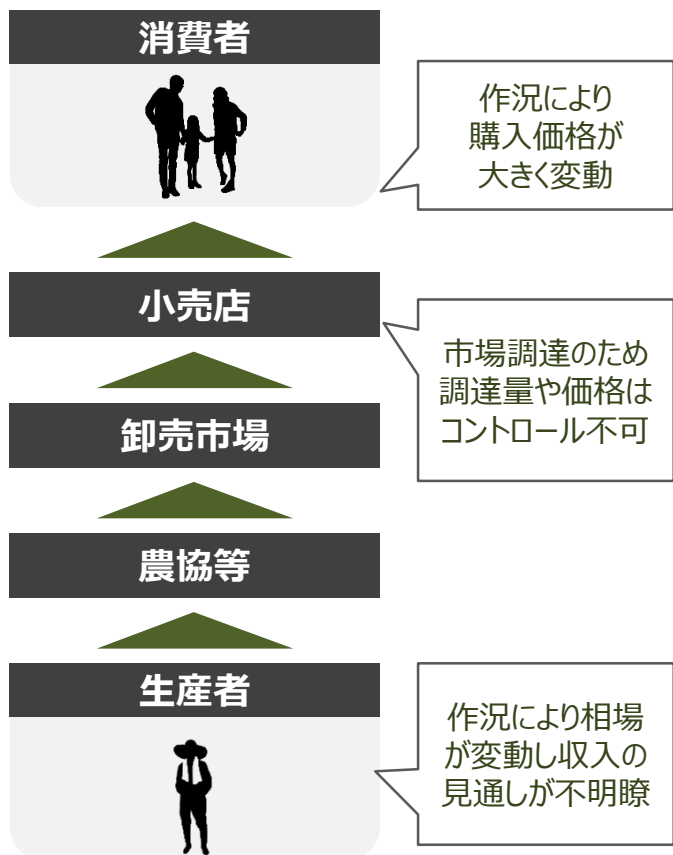 消費者
作況により
購入価格が
大きく変動
小売店
市場調達のため
調達量や価格は
コントロール不可
卸売市場
農協等
生産者
作況により相場
が変動し収入の
見通しが不明瞭